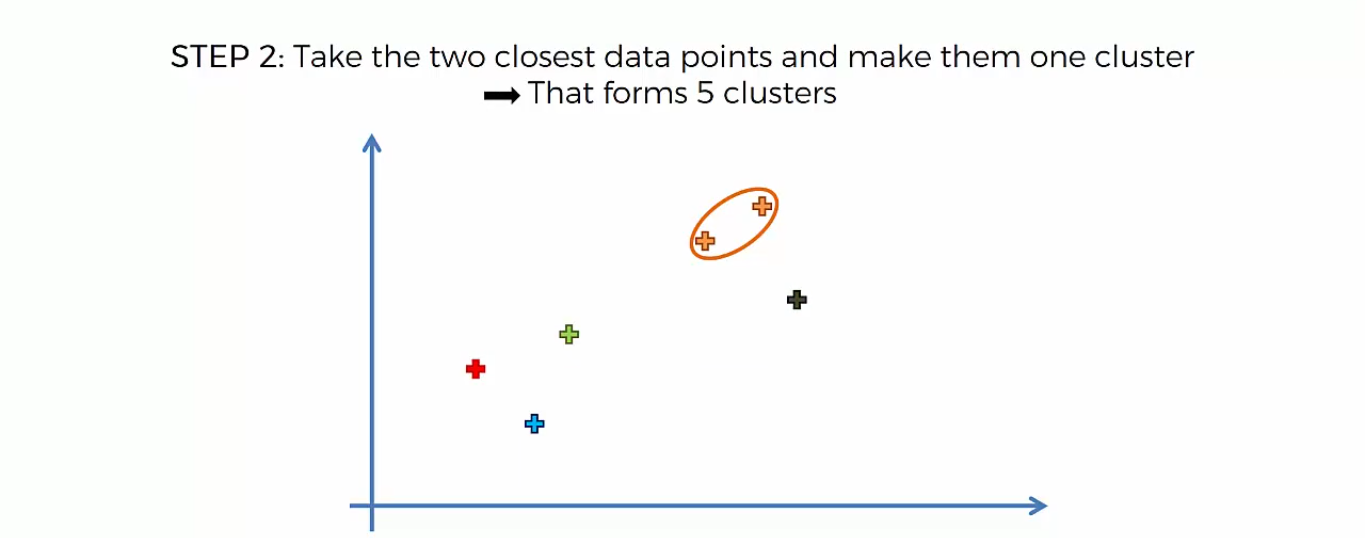 STEP 2: Take the two closest data points and make them one cluster
➡ That forms 5 clusters